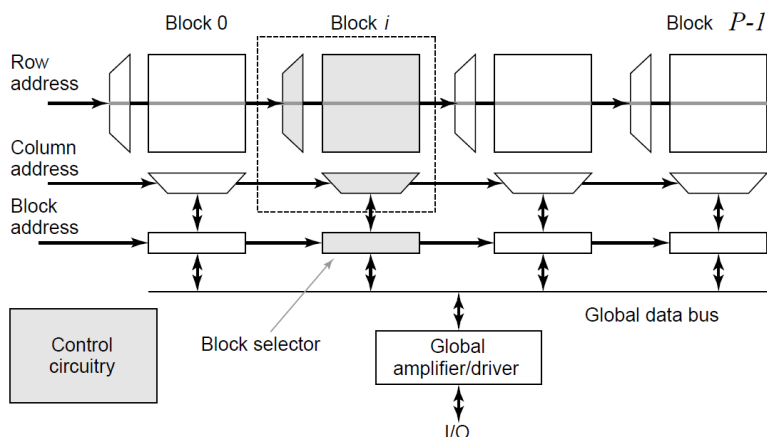 Block 0
Block i
Block P-1
Row
address
Column
address
Block
address
Block selector
Global data bus
Control
circuitry
Global
amplifier/driver
I/O